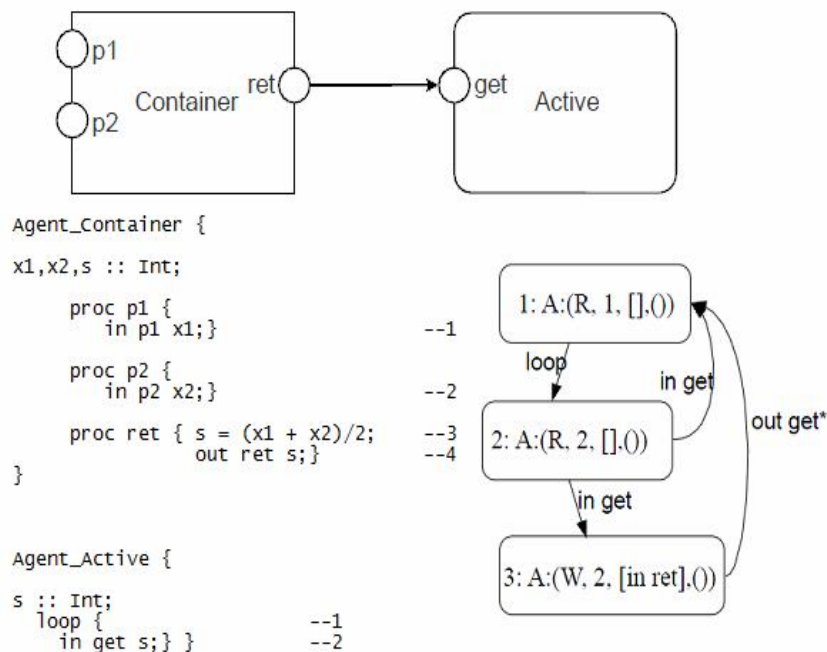 p1
p2
Container
ret
get
Active
Agent_Container {
x1,x2,s :: Int;
proc p1 {
in p1 x1;} --1
proc p2 {
in p2 x2;} --2
proc ret { s = (x1 + x2)/2; --3
out ret s;} --4
}
Agent_Active {
s :: Int;
loop { --1
in get s;} } --2
1: A:(R, 1, [],())
loop
in get
2: A:(R, 2, [],())
out get*
in get
3: A:(W, 2, [in ret],())